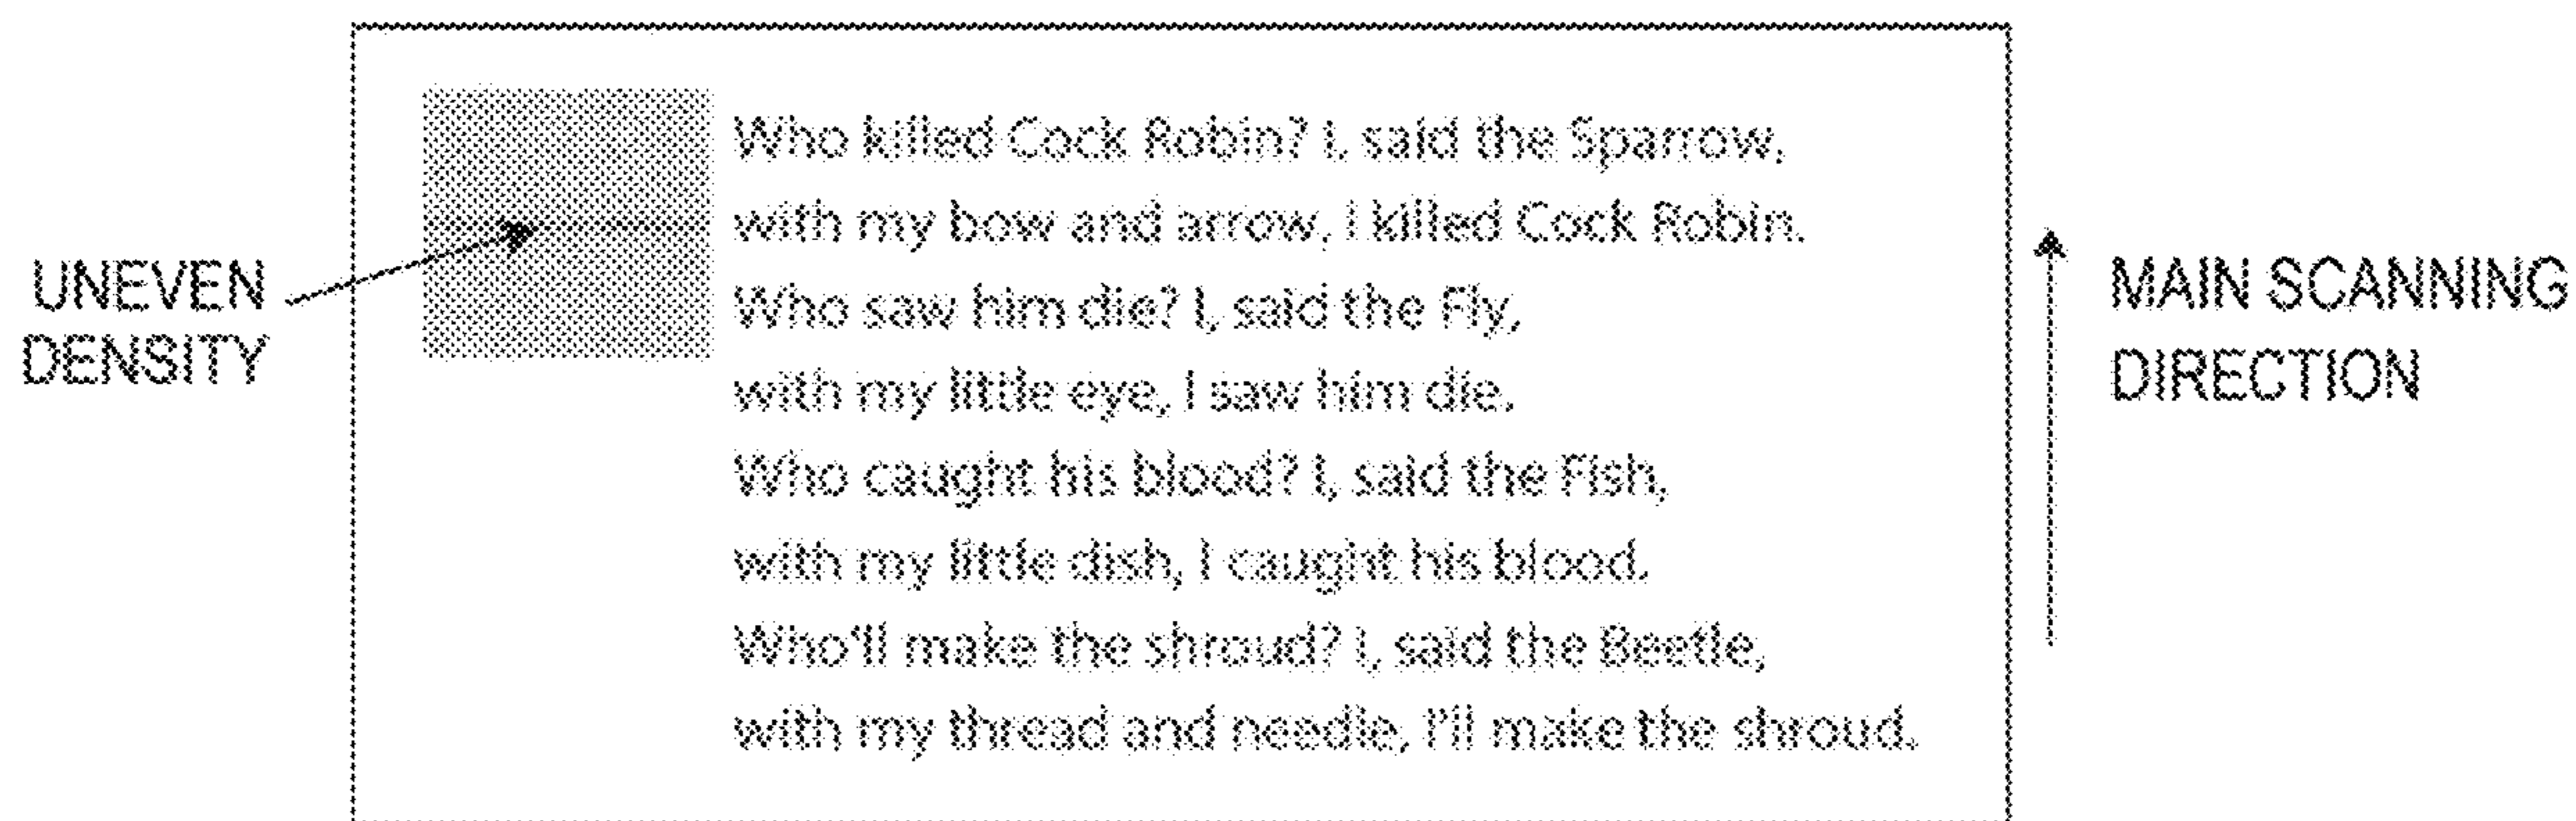 UNEVEN
DENSITY
Who killed Cock Robin? I, said the Sparrow,
with my bow and arrow, I killed Cock Robin.
Who saw him die? I, said the Fly,
with my little eye, I saw him die.
Who caught his blood? I, said the Fish,
with my little dish, I caught his blood.
Who'll make the shroud? I, said the Beetle,
with my thread and needle, I'll make the shroud.
MAIN SCANNING
DIRECTION